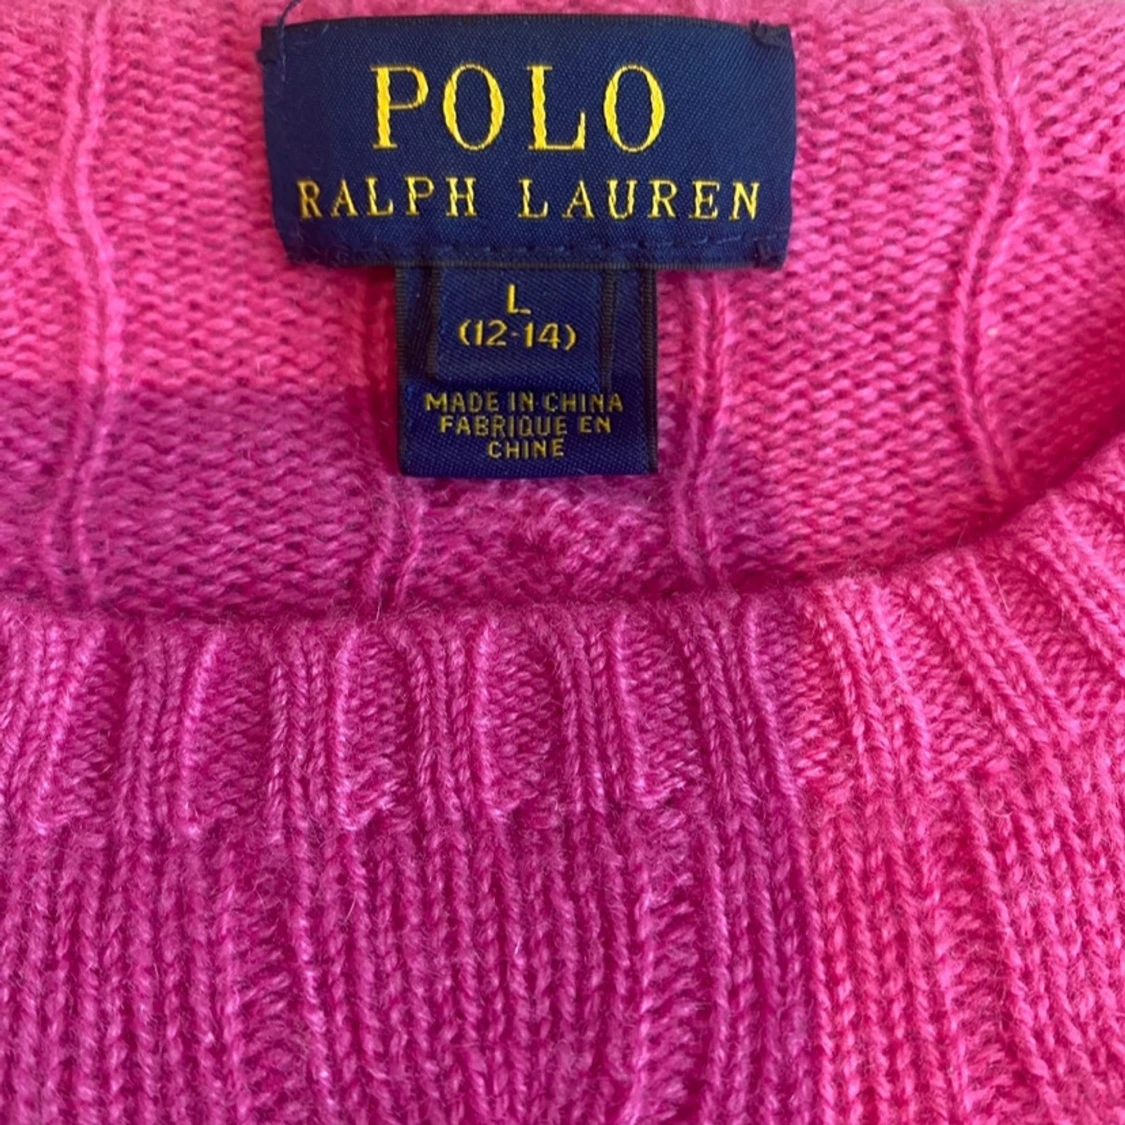 POLO
RALPH LAUREN
L
(12-14)
MADE IN CHINA
FABRIQUE EN
CHINE